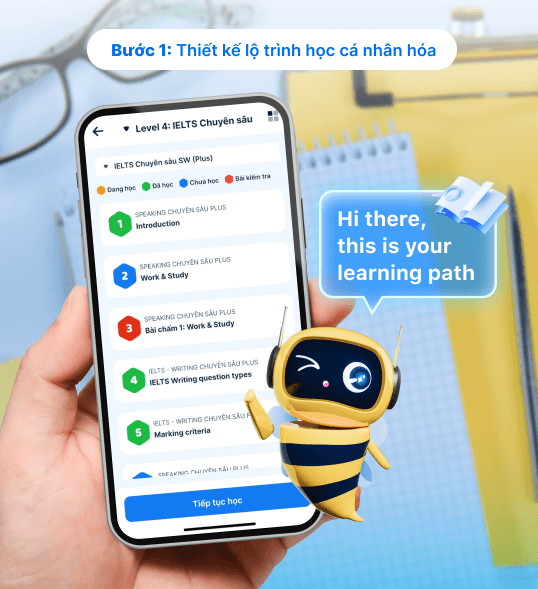 Bước 1: Thiết kế lộ trình học cá nhân hóa
Level 4: IELTS Chuyên sâu
IELTS Chuyên sâu SW (Plus)
Đang học
Đã học
Chưa học
Bài kiểm tra
1
SPEAKING CHUYÊN SÂU PLUS
Introduction
2
SPEAKING CHUYÊN SÂU PLUS
Work & Study
3
SPEAKING CHUYÊN SÂU PLUS
Bài chấm 1: Work & Study
4
IELTS - WRITING CHUYÊN SÂU PLUS
IELTS Writing question types
5
IELTS - WRITING CHUYÊN SÂU
Marking criteria
SPEAKING CHUYÊN SÂU PLUS
Tiếp tục học
Hi there,
this is your
learning path